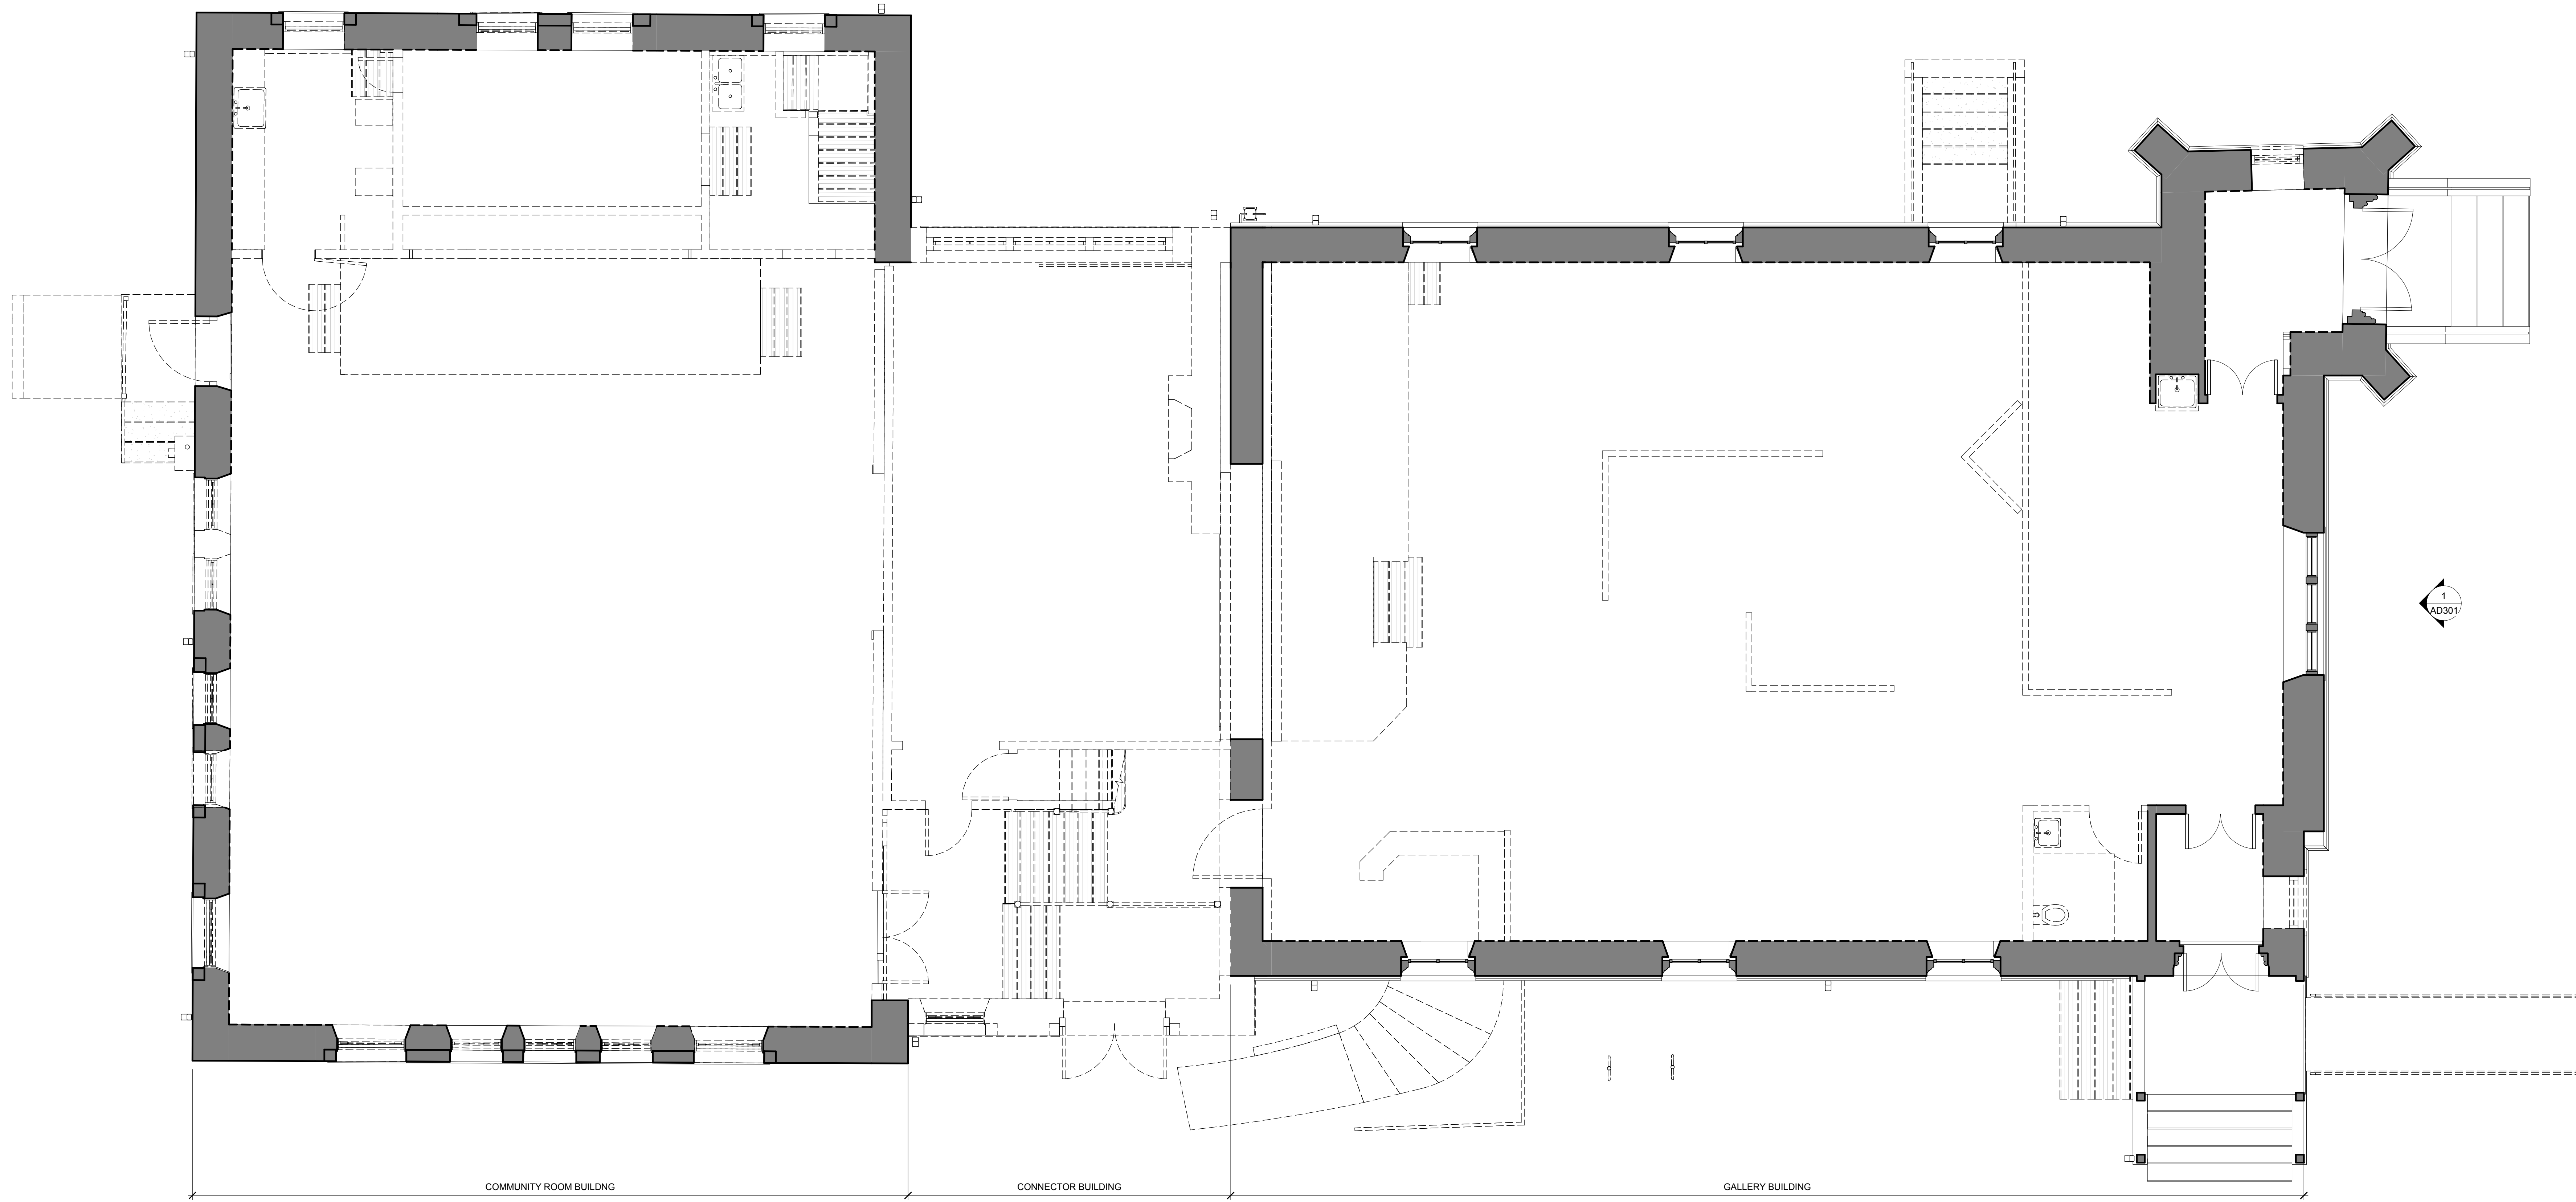 1
AD301
COMMUNITY ROOM BUILDNG
CONNECTOR BUILDING
GALLERY BUILDING